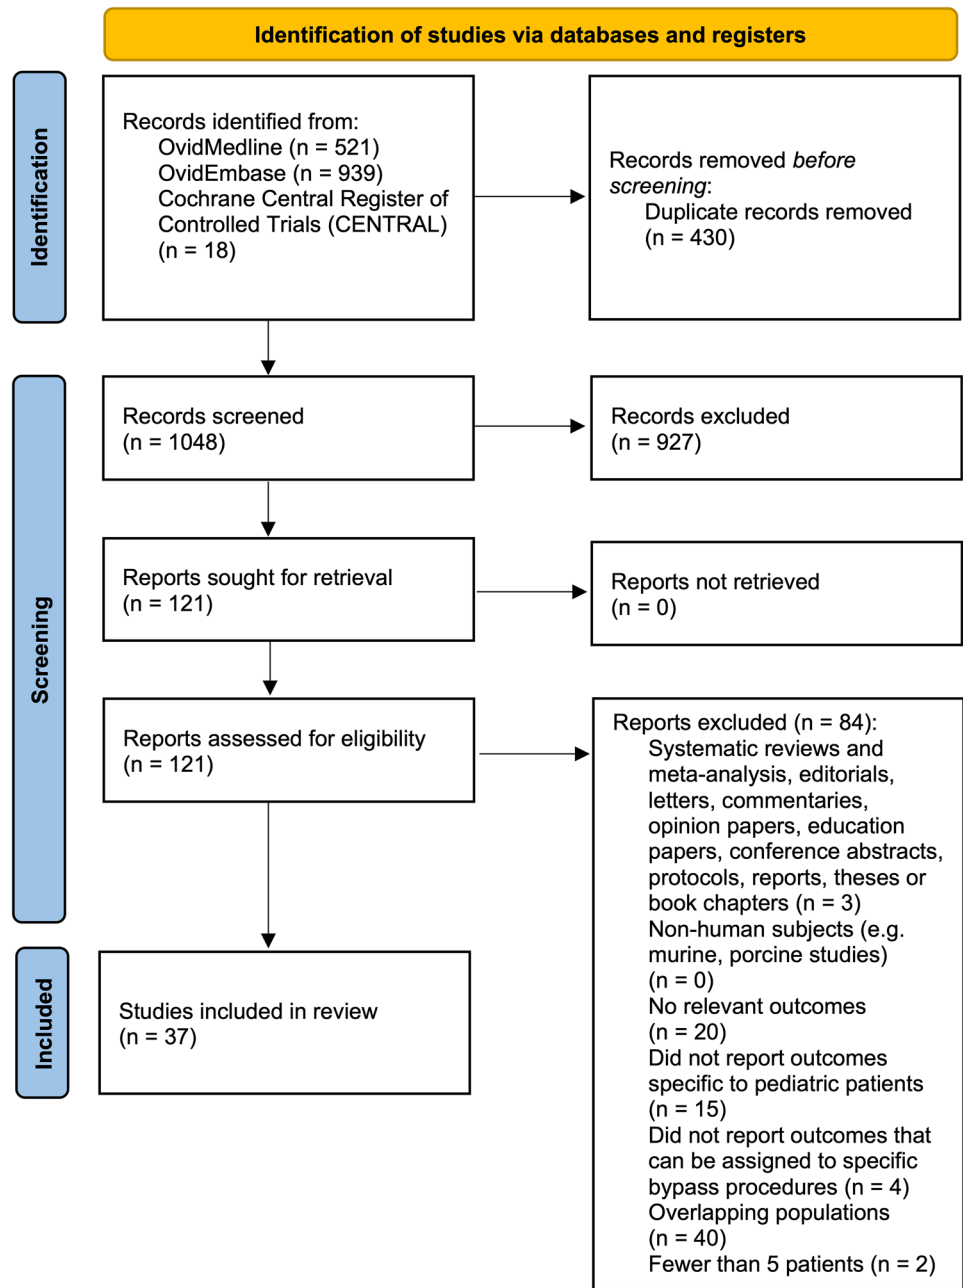 Identification of studies via databases and registers
Identification
Records identified from:
OvidMedline (n = 521)
OvidEmbase (n = 939)
Cochrane Central Register of
Controlled Trials (CENTRAL)
(n = 18)
Records removed before
screening:
Duplicate records removed
(n = 430)
Screening
Records screened
(n = 1048)
Records excluded
(n = 927)
Reports sought for retrieval
(n = 121)
Reports not retrieved
(n = 0)
Reports assessed for eligibility
(n = 121)
Reports excluded (n = 84):
Systematic reviews and
meta-analysis, editorials,
letters, commentaries,
opinion papers, education
papers, conference abstracts,
protocols, reports, theses or
book chapters (n = 3)
Non-human subjects (e.g.
murine, porcine studies)
(n = 0)
No relevant outcomes
(n = 20)
Did not report outcomes
specific to pediatric patients
(n = 15)
Did not report outcomes that
can be assigned to specific
bypass procedures (n = 4)
Overlapping populations
(n = 40)
Fewer than 5 patients (n = 2)
Included
Studies included in review
(n = 37)